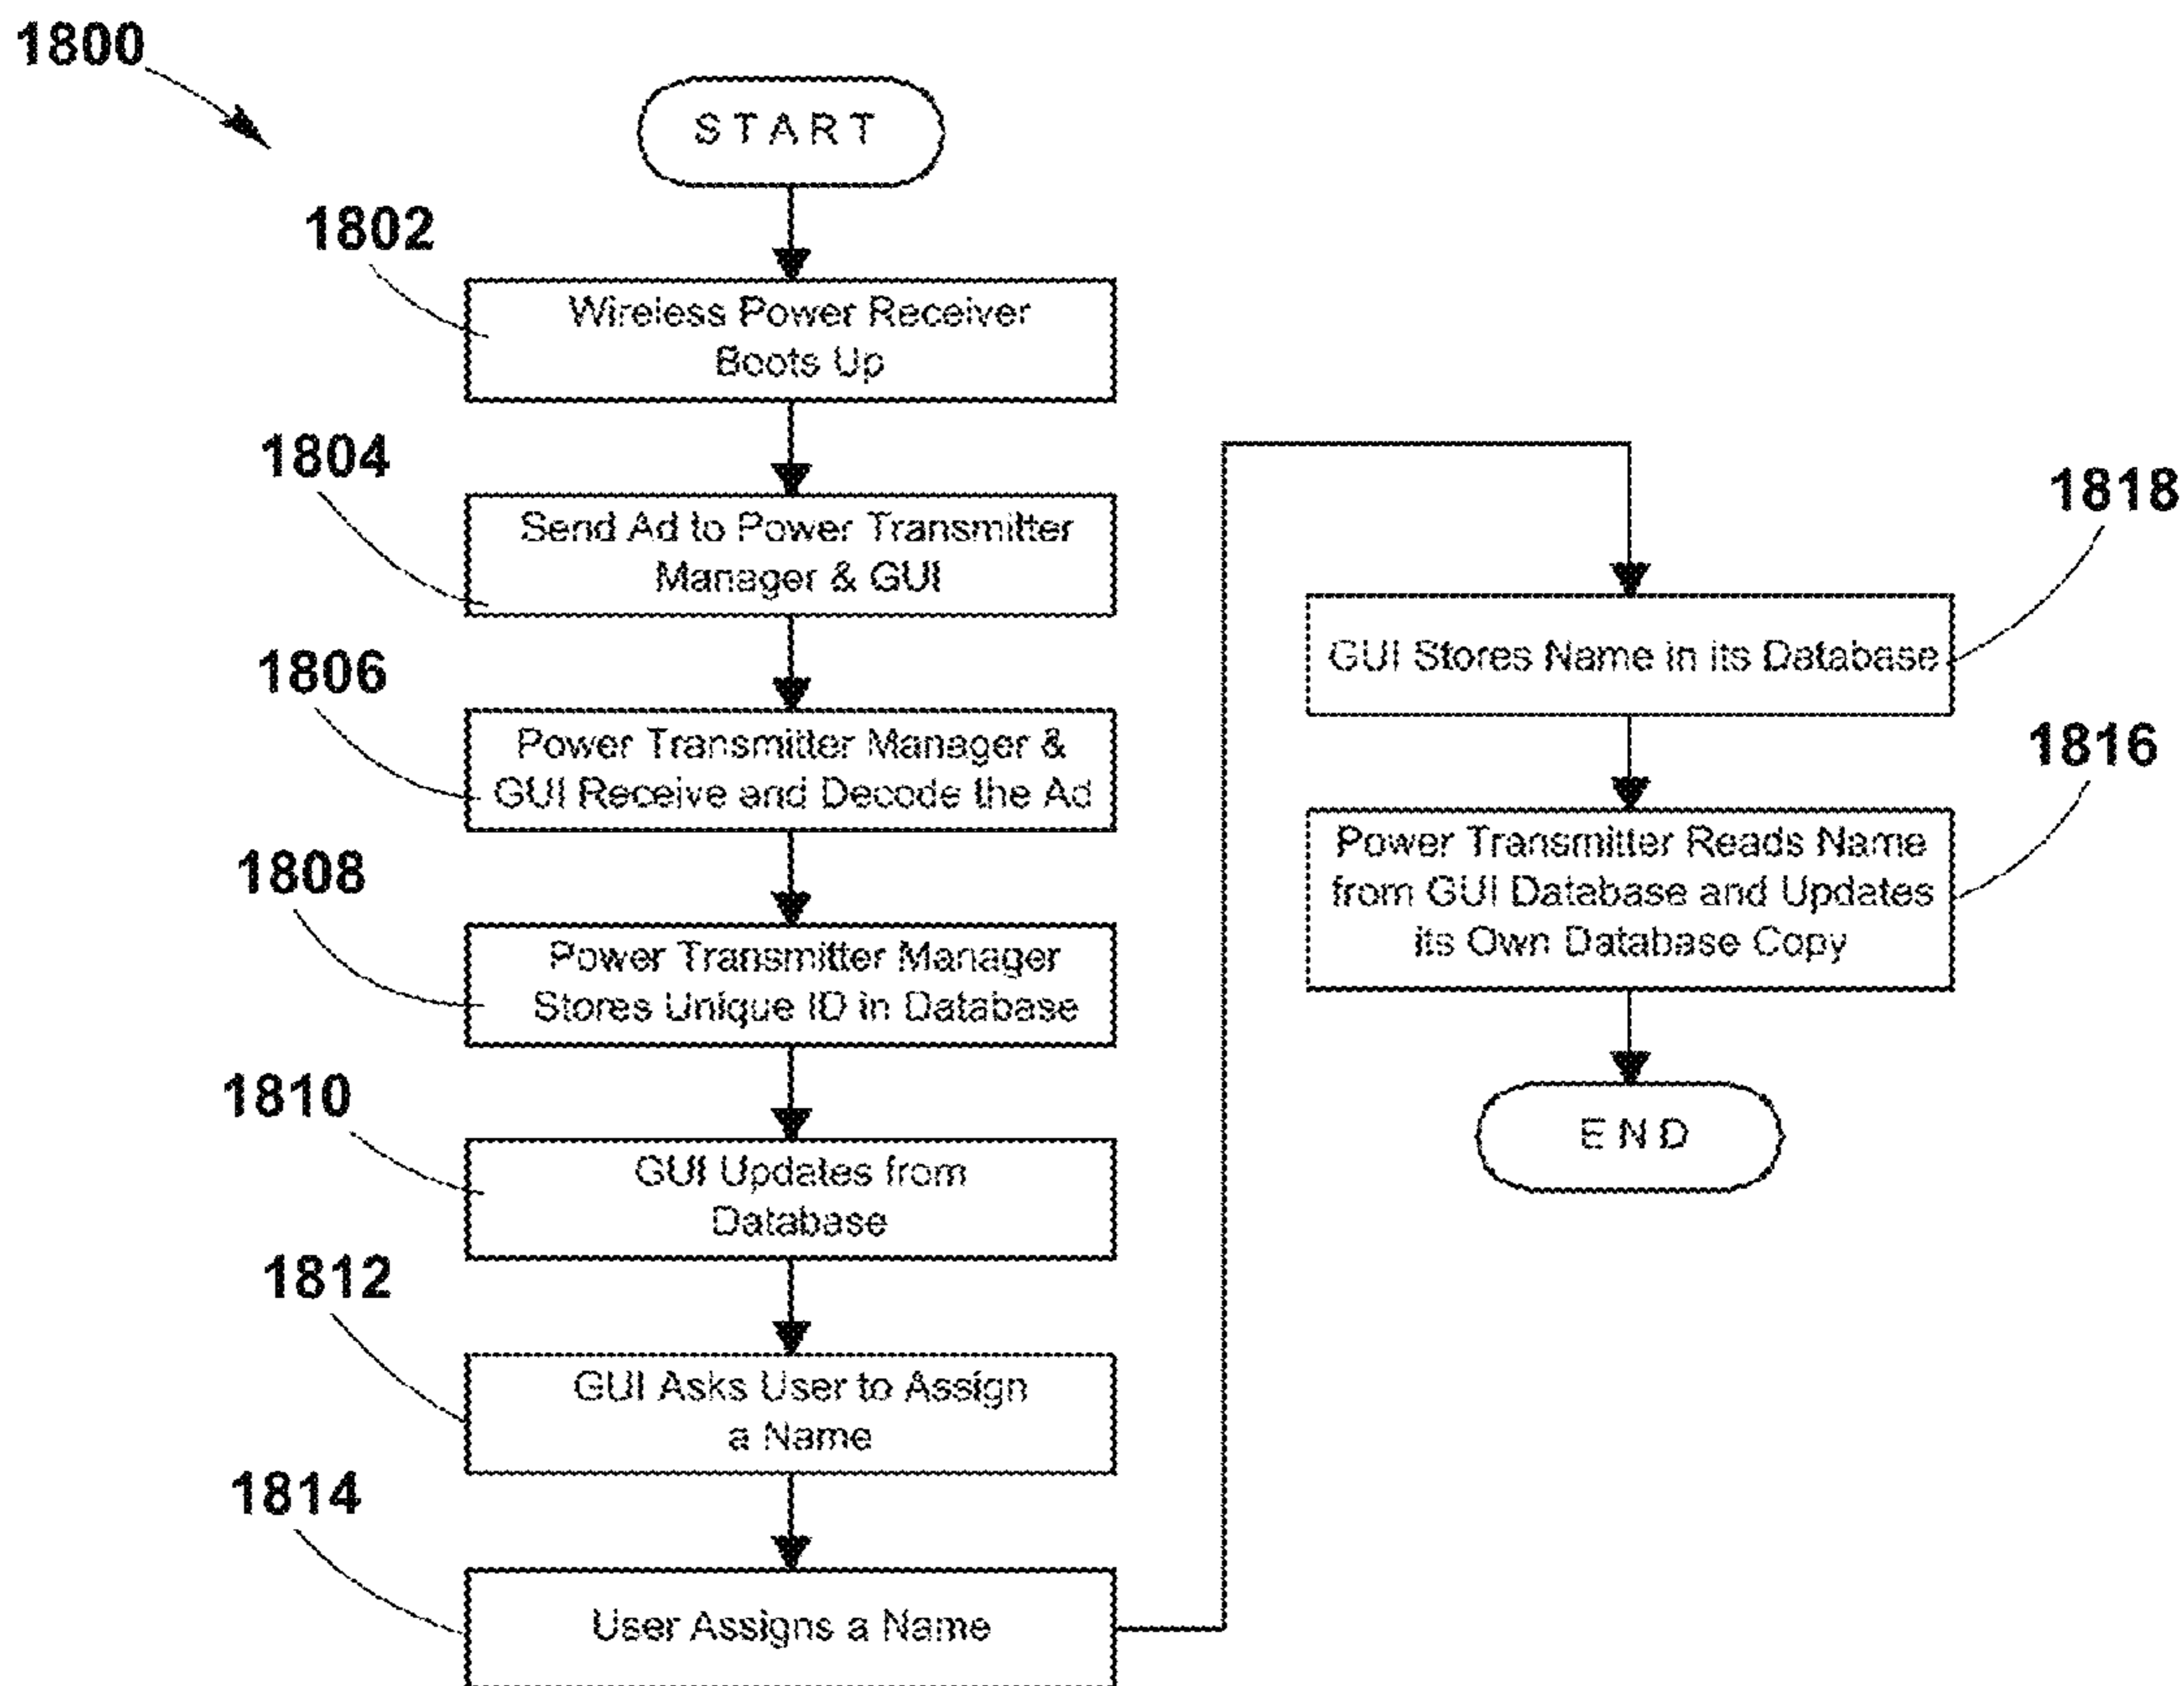 1800
START
1802
Wireless Power Receiver
Boots Up
1804
Send Ad to Power Transmitter
Manager & GUI
1806
Power Transmitter Manager &
GUI Receive and Decode the Ad
1808
Power Transmitter Manager
Stores Unique ID in Database
1810
GUI Updates from
Database
1812
GUI Asks User to Assign
a Name
1814
User Assigns a Name
1818
GUI Stores Name in its Database
1816
Power Transmitter Reads Name
from GUI Database and Updates
its Own Database Copy
END